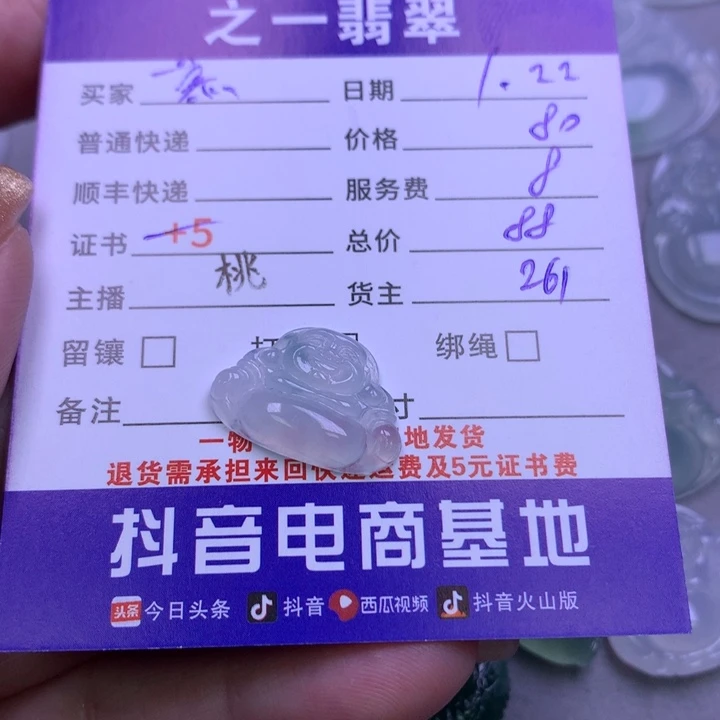 之一翡翠
买家 日期 1.22
普通快递 价格 80
顺丰快递 服务费 8
证书 +5 总价 88
主播 桃 货主 261
留镶 打 绑绳
备注 寸
一物 地发货
退货需承担来回快递运费及5元证书费
抖音电商基地
头条 今日头条 抖音 西瓜视频 抖音火山版